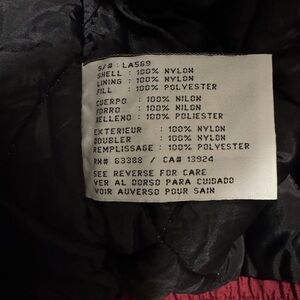 S/# : LA569
SHELL : 100% NYLON
LINING : 100% NYLON
FILL : 100% POLYESTER
CUERPO : 100% NILON
FORRO : 100% NILON
RELLENO : 100% POLIESTER
EXTERIEUR : 100% NYLON
DOUBLER : 100% NYLON
REMPLISSAGE : 100% POLYESTER
RN# 63388 / CA# 13924
SEE REVERSE FOR CARE
VER AL DORSO PARA CUIDADO
VOIR AUVERSO POUR SAIN